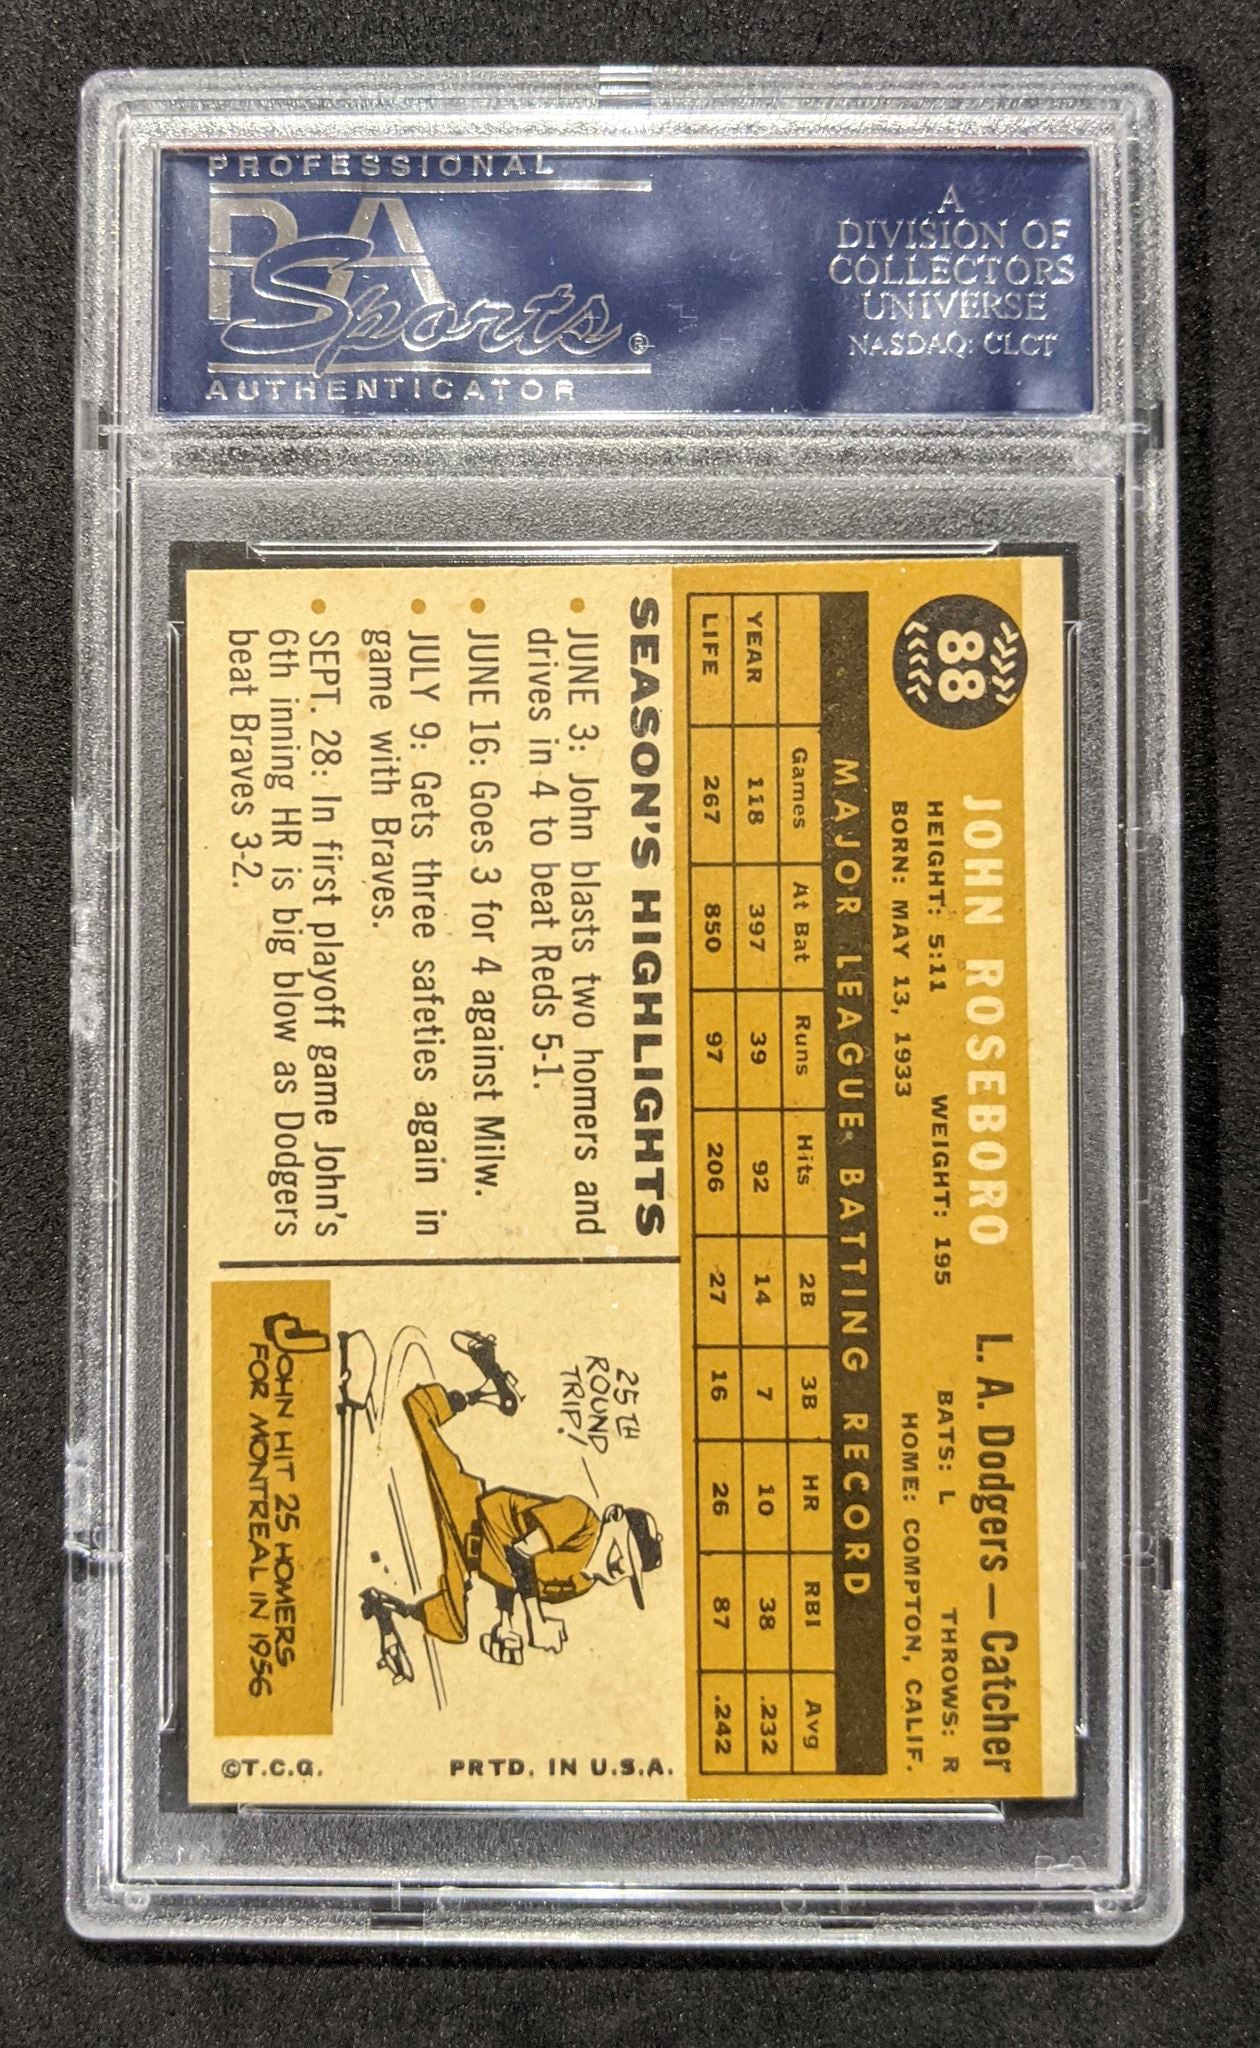 PROFESSIONAL
PSA
Sports®
AUTHENTICATOR
A
DIVISION OF
COLLECTORS
UNIVERSE
NASDAQ: CLCT
88
JOHN ROSEBORO L. A. Dodgers — Catcher
HEIGHT: 5:11 WEIGHT: 195 BATS: L THROWS: R
BORN: MAY 13, 1933 HOME: COMPTON, CALIF.
MAJOR LEAGUE BATTING RECORD
Games At Bat Runs Hits 2B 3B HR RBI Avg
YEAR 118 397 39 92 14 7 10 38 .232
LIFE 267 850 97 206 27 16 26 87 .242
SEASON'S HIGHLIGHTS
• JUNE 3: John blasts two homers and
drives in 4 to beat Reds 5-1.
• JUNE 16: Goes 3 for 4 against Milw.
• JULY 9: Gets three safeties again in
game with Braves.
• SEPT. 28: In first playoff game John's
6th inning HR is big blow as Dodgers
beat Braves 3-2.
25TH
ROUND
TRIP!
JOHN HIT 25 HOMERS
FOR MONTREAL IN 1956
©T.C.G. PRTD. IN U.S.A.